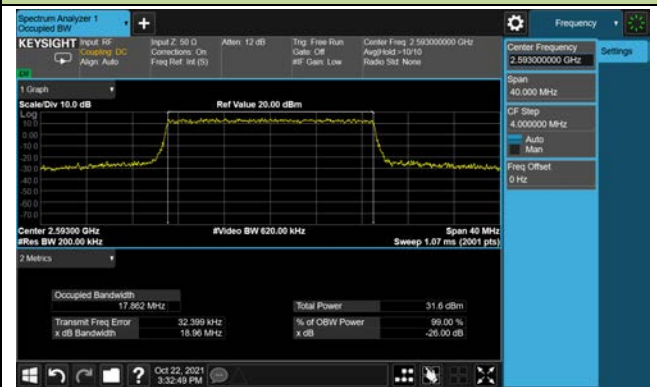 Spectrum Analyzer 1
Occupied BW
Frequency
KEYSIGHT
Input: RF
Coupling: DC
Align: Auto
Input Z: 50 Ω
Corrections: On
Freq Ref: Int (S)
Atten: 12 dB
Trig: Free Run
Gate: Off
#IF Gain: Low
Center Freq: 2.593000000 GHz
Avg|Hold:>10/10
Radio Std: None
Center Frequency
2.593000000 GHz
Settings
Span
40.000 MHz
CF Step
4.000000 MHz
Auto
Man
Freq Offset
0 Hz
1 Graph
Scale/Div 10.0 dB
Ref Value 20.00 dBm
Log
10.0
0.00
-10.0
-20.0
-30.0
-40.0
-50.0
-60.0
-70.0
Center 2.59300 GHz
#Video BW 620.00 kHz
Span 40 MHz
#Res BW 200.00 kHz
Sweep 1.07 ms (2001 pts)
2 Metrics
Occupied Bandwidth
17.862 MHz
Total Power
31.6 dBm
Transmit Freq Error
32.399 kHz
% of OBW Power
99.00 %
x dB Bandwidth
18.96 MHz
x dB
-26.00 dB
?
Oct 22, 2021
3:32:49 PM